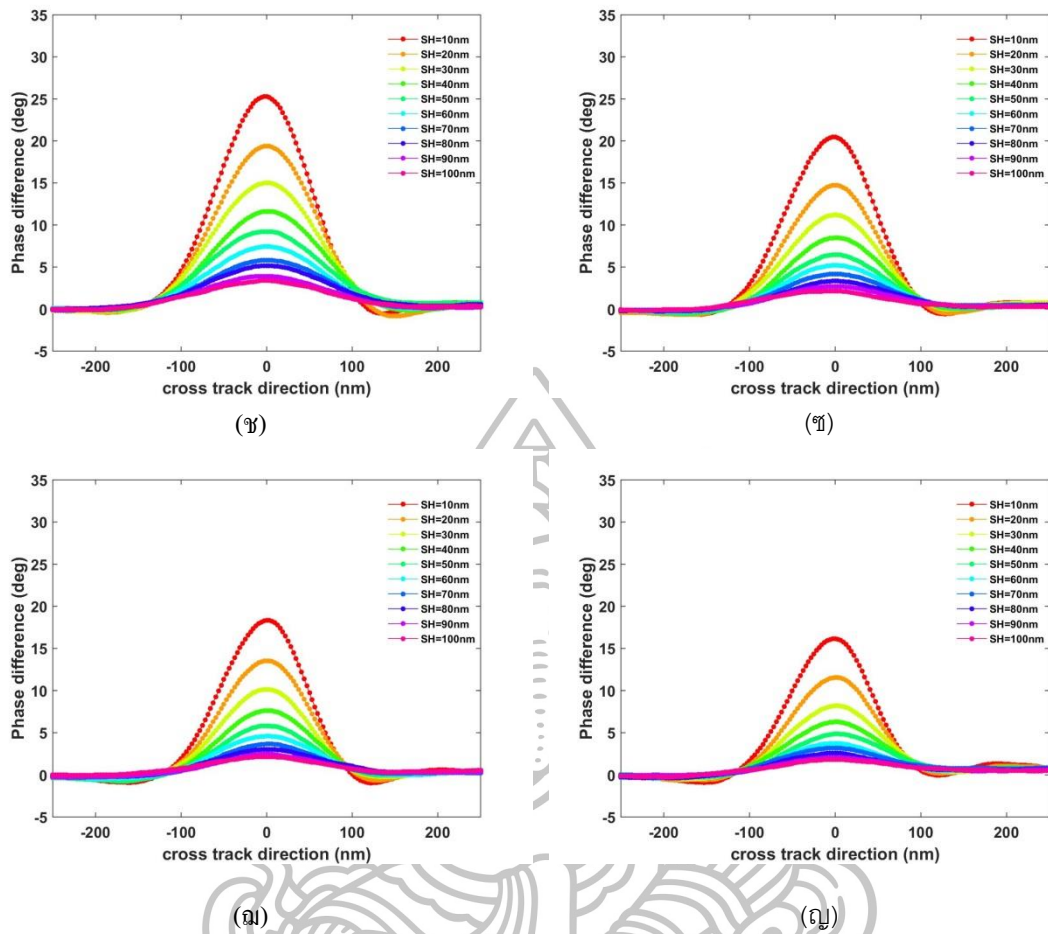 35
30
25
20
15
10
5
0
-5
Phase difference (deg)
SH=10nm
SH=20nm
SH=30nm
SH=40nm
SH=50nm
SH=60nm
SH=70nm
SH=80nm
SH=90nm
SH=100nm
-200 -100 0 100 200
cross track direction (nm)
(ช)
35
30
25
20
15
10
5
0
-5
Phase difference (deg)
SH=10nm
SH=20nm
SH=30nm
SH=40nm
SH=50nm
SH=60nm
SH=70nm
SH=80nm
SH=90nm
SH=100nm
-200 -100 0 100 200
cross track direction (nm)
(ซ)
35
30
25
20
15
10
5
0
-5
Phase difference (deg)
SH=10nm
SH=20nm
SH=30nm
SH=40nm
SH=50nm
SH=60nm
SH=70nm
SH=80nm
SH=90nm
SH=100nm
-200 -100 0 100 200
cross track direction (nm)
(ฌ)
35
30
25
20
15
10
5
0
-5
Phase difference (deg)
SH=10nm
SH=20nm
SH=30nm
SH=40nm
SH=50nm
SH=60nm
SH=70nm
SH=80nm
SH=90nm
SH=100nm
-200 -100 0 100 200
cross track direction (nm)
(ญ)